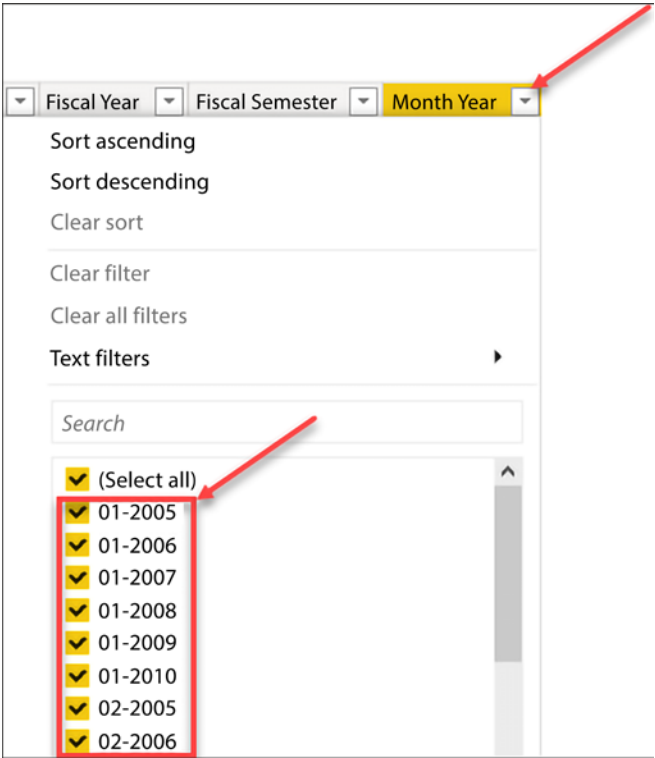 Fiscal Year Fiscal Semester Month Year
Sort ascending
Sort descending
Clear sort
Clear filter
Clear all filters
Text filters
Search
(Select all)
01-2005
01-2006
01-2007
01-2008
01-2009
01-2010
02-2005
02-2006